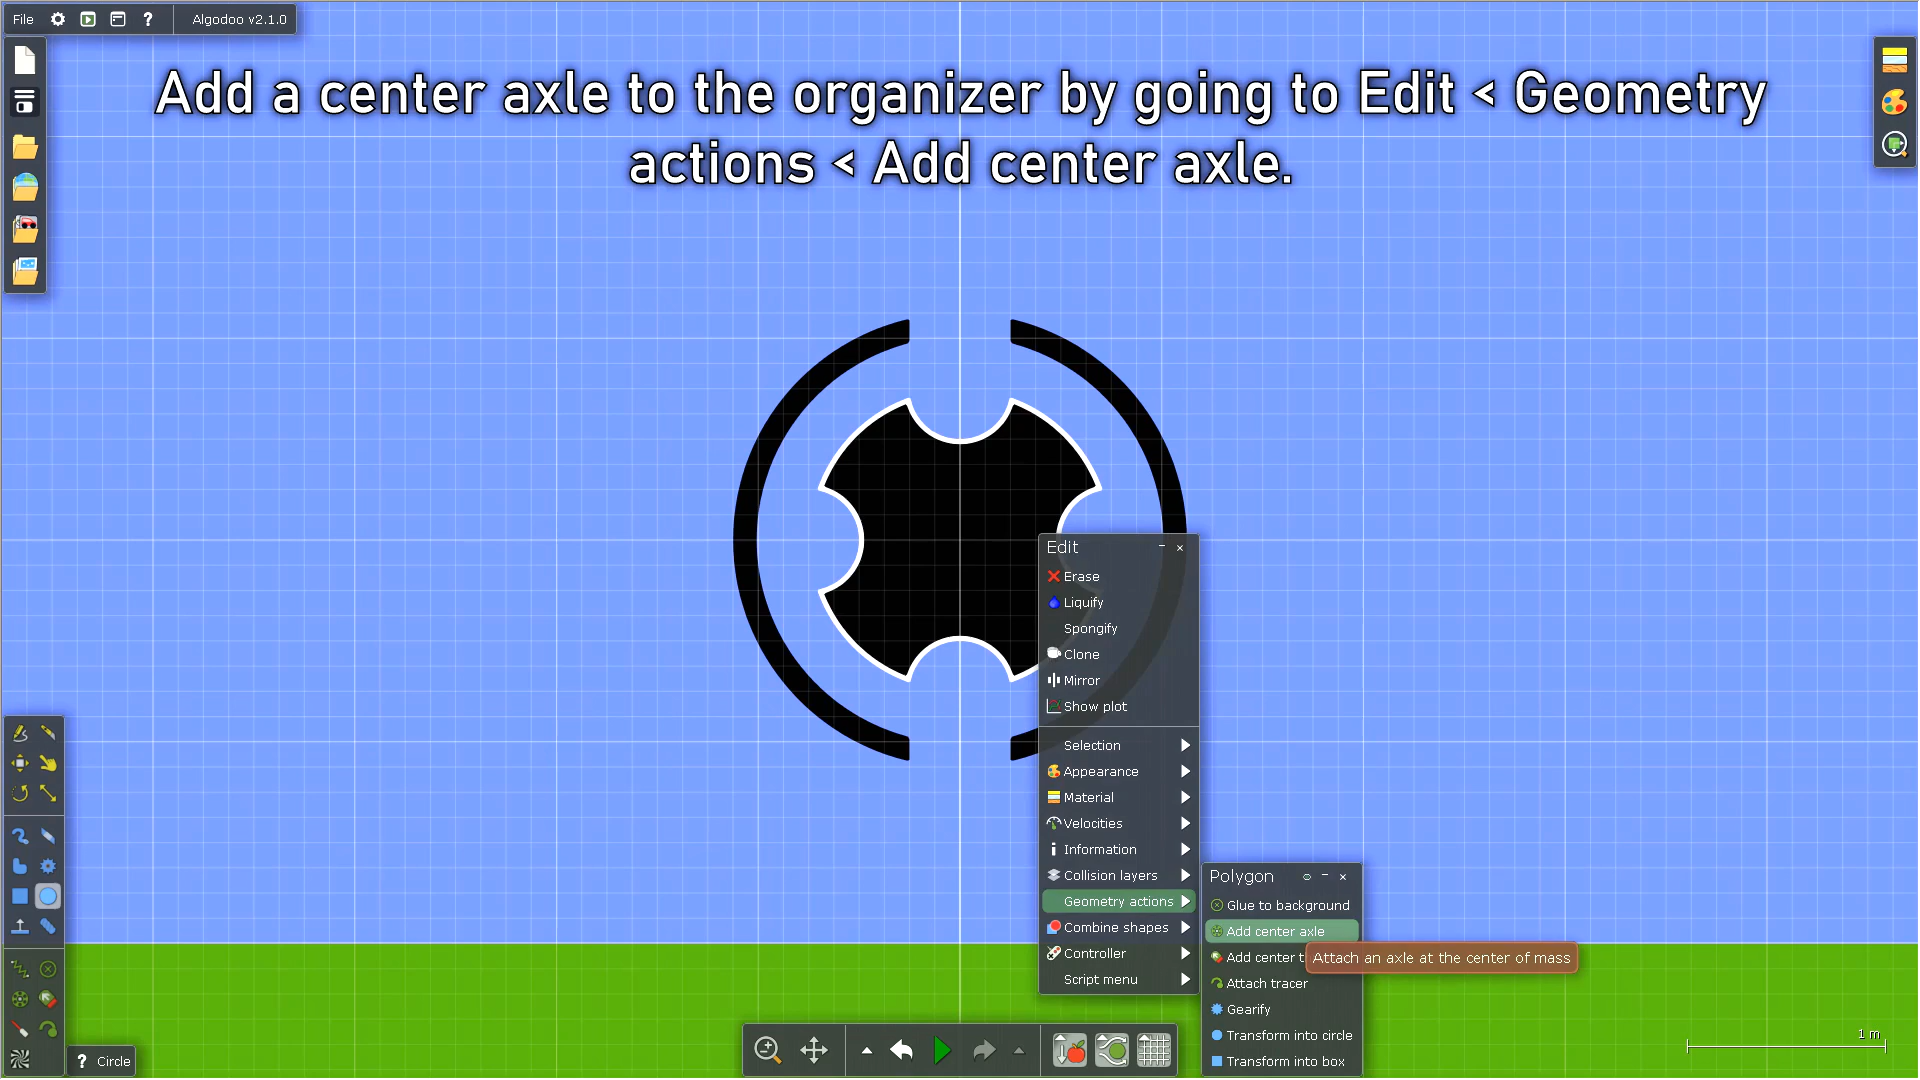 File
?
Algodoo v2.1.0
Add a center axle to the organizer by going to Edit < Geometry
actions < Add center axle.
Edit
Erase
Liquify
Spongify
Clone
Mirror
Show plot
Selection
Appearance
Material
Velocities
Information
Collision layers
Geometry actions
Combine shapes
Controller
Script menu
Polygon
Glue to background
Add center axle
Add center t
Attach an axle at the center of mass
Attach tracer
Gearify
Transform into circle
Transform into box
1 m
? Circle